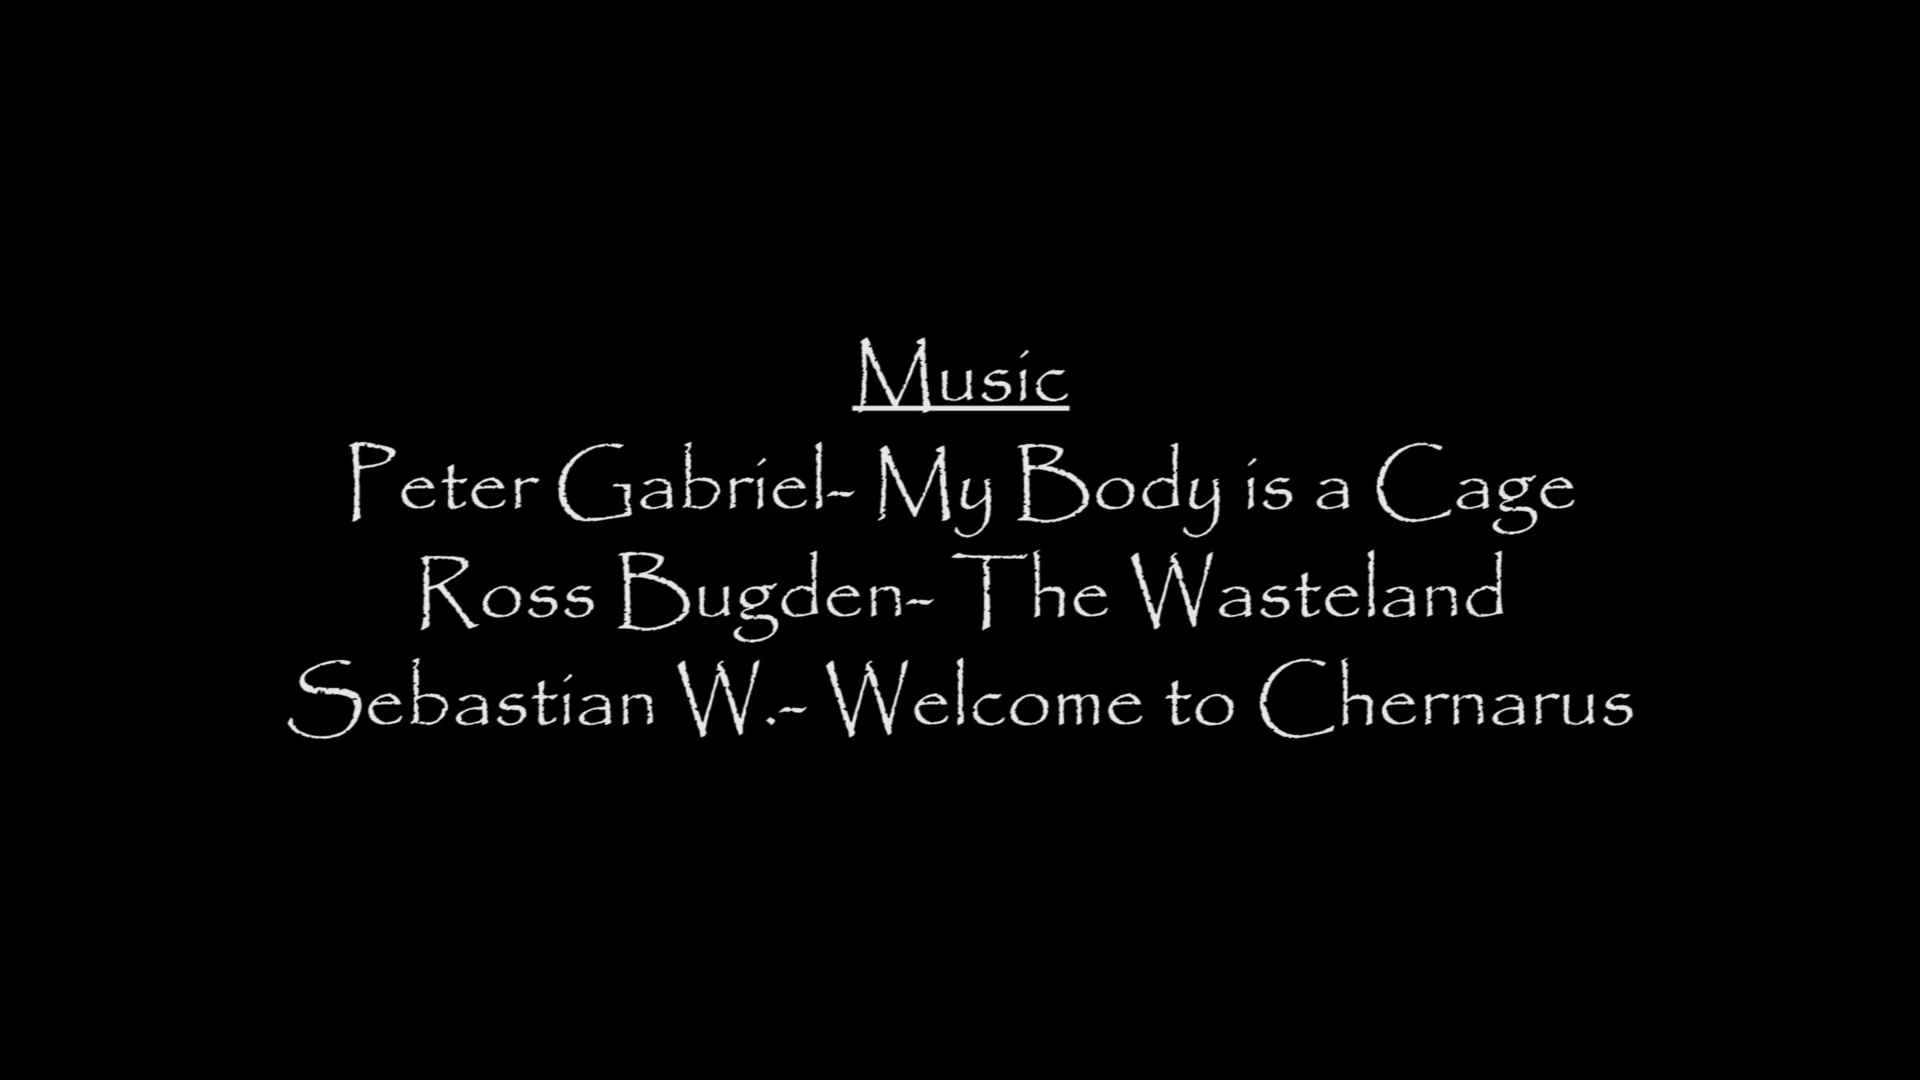 Music
Peter Gabriel- My Body is a Cage
Ross Bugden- The Wasteland
Sebastian W.- Welcome to Chernarus